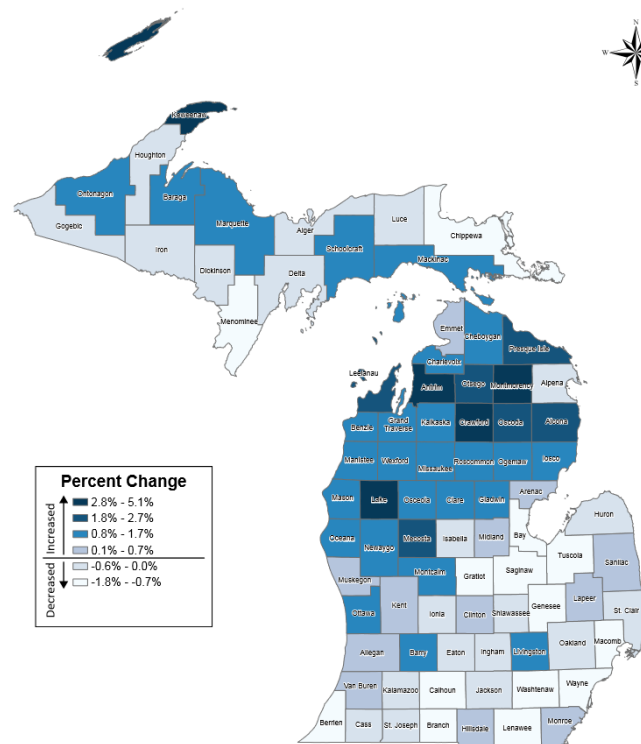 N
W
S
Keweenaw
Houghton
Ontonagon
Baraga
Gogebic
Marquette
Iron
Alger
Luce
Chippewa
Schoolcraft
Mackinac
Dickinson
Delta
Menominee
Emmet
Cheboygan
Presque Isle
Charlevoix
Leelanau
Antrim
Otsego
Montmorency
Alpena
Benzie
Grand
Traverse
Kalkaska
Crawford
Oscoda
Alcona
Manistee
Wexford
Missaukee
Roscommon
Ogemaw
Iosco
Mason
Lake
Osceola
Clare
Gladwin
Arenac
Huron
Oceana
Newaygo
Mecosta
Isabella
Midland
Bay
Tuscola
Sanilac
Muskegon
Montcalm
Gratiot
Saginaw
Lapeer
St. Clair
Ottawa
Kent
Ionia
Clinton
Shiawassee
Genesee
Macomb
Oakland
Allegan
Barry
Eaton
Ingham
Livingston
Van Buren
Kalamazoo
Calhoun
Jackson
Washtenaw
Wayne
Berrien
Cass
St. Joseph
Branch
Hillsdale
Lenawee
Monroe
Percent Change
Increased
2.8% - 5.1%
1.8% - 2.7%
0.8% - 1.7%
0.1% - 0.7%
Decreased
-0.6% - 0.0%
-1.8% - -0.7%